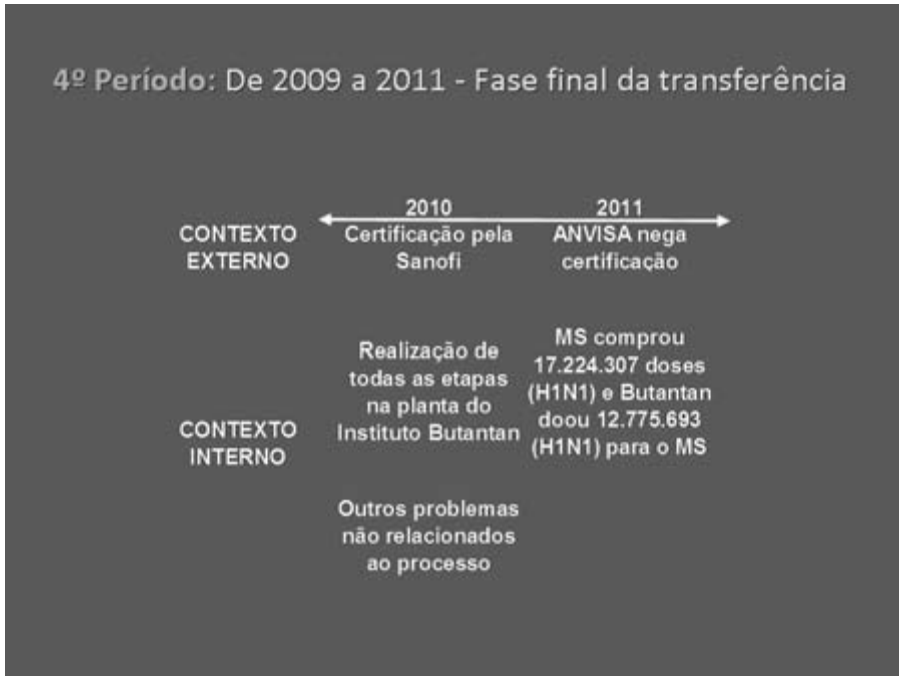 4º Período: De 2009 a 2011 - Fase final da transferência
2010
2011
CONTEXTO
EXTERNO
Certificação pela
Sanofi
ANVISA nega
certificação
CONTEXTO
INTERNO
Realização de
todas as etapas
na planta do
Instituto Butantan
MS comprou
17.224.307 doses
(H1N1) e Butantan
doou 12.775.693
(H1N1) para o MS
Outros problemas
não relacionados
ao processo